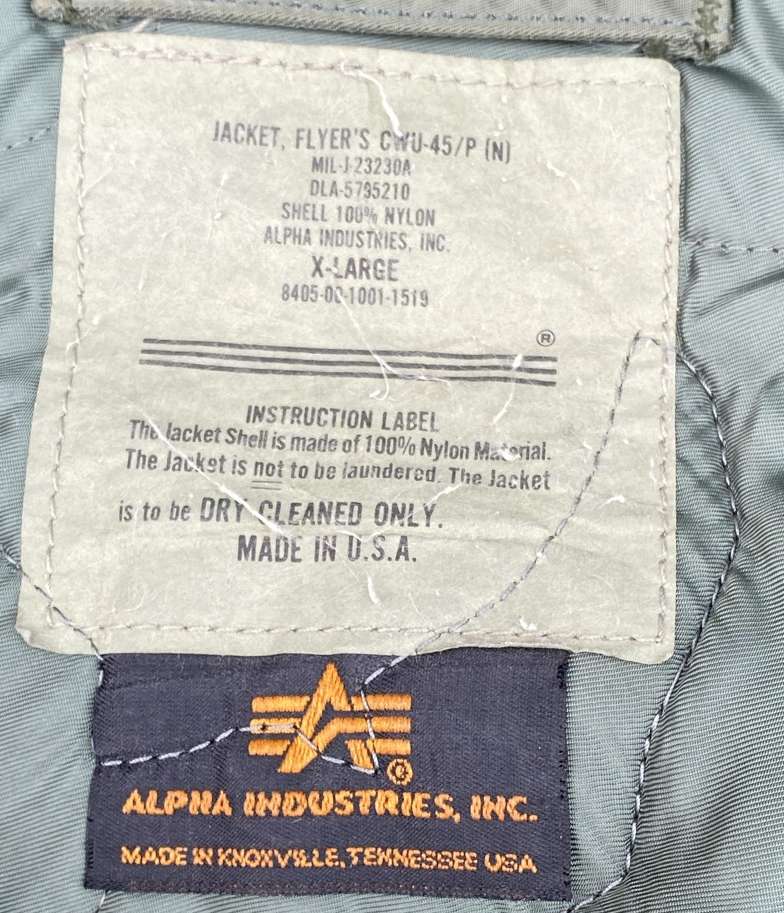 JACKET, FLYER'S CWU-45/P (N)
MIL-J-23230A
DLA-5795210
SHELL 100% NYLON
ALPHA INDUSTRIES, INC.
X-LARGE
8405-00-1001-1519
®
INSTRUCTION LABEL
The Jacket Shell is made of 100% Nylon Material.
The Jacket is not to be laundered. The Jacket
is to be DRY CLEANED ONLY.
MADE IN U.S.A.
®
ALPHA INDUSTRIES, INC.
MADE IN KNOXVILLE, TENNESSEE USA